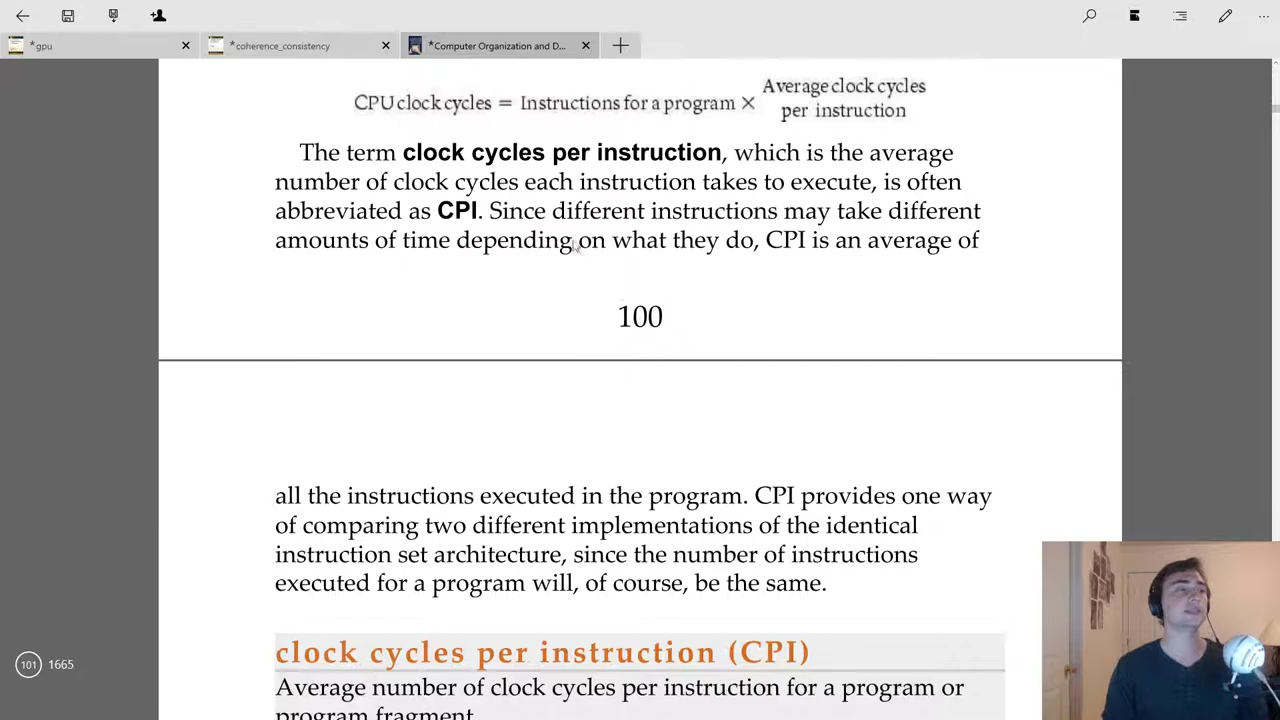 *gpu
*coherence_consistency
*Computer Organization and D...
CPU clock cycles = Instructions for a program × Average clock cycles
per instruction
The term clock cycles per instruction, which is the average
number of clock cycles each instruction takes to execute, is often
abbreviated as CPI. Since different instructions may take different
amounts of time depending on what they do, CPI is an average of
100
all the instructions executed in the program. CPI provides one way
of comparing two different implementations of the identical
instruction set architecture, since the number of instructions
executed for a program will, of course, be the same.
clock cycles per instruction (CPI)
Average number of clock cycles per instruction for a program or
program fragment.
101 1665